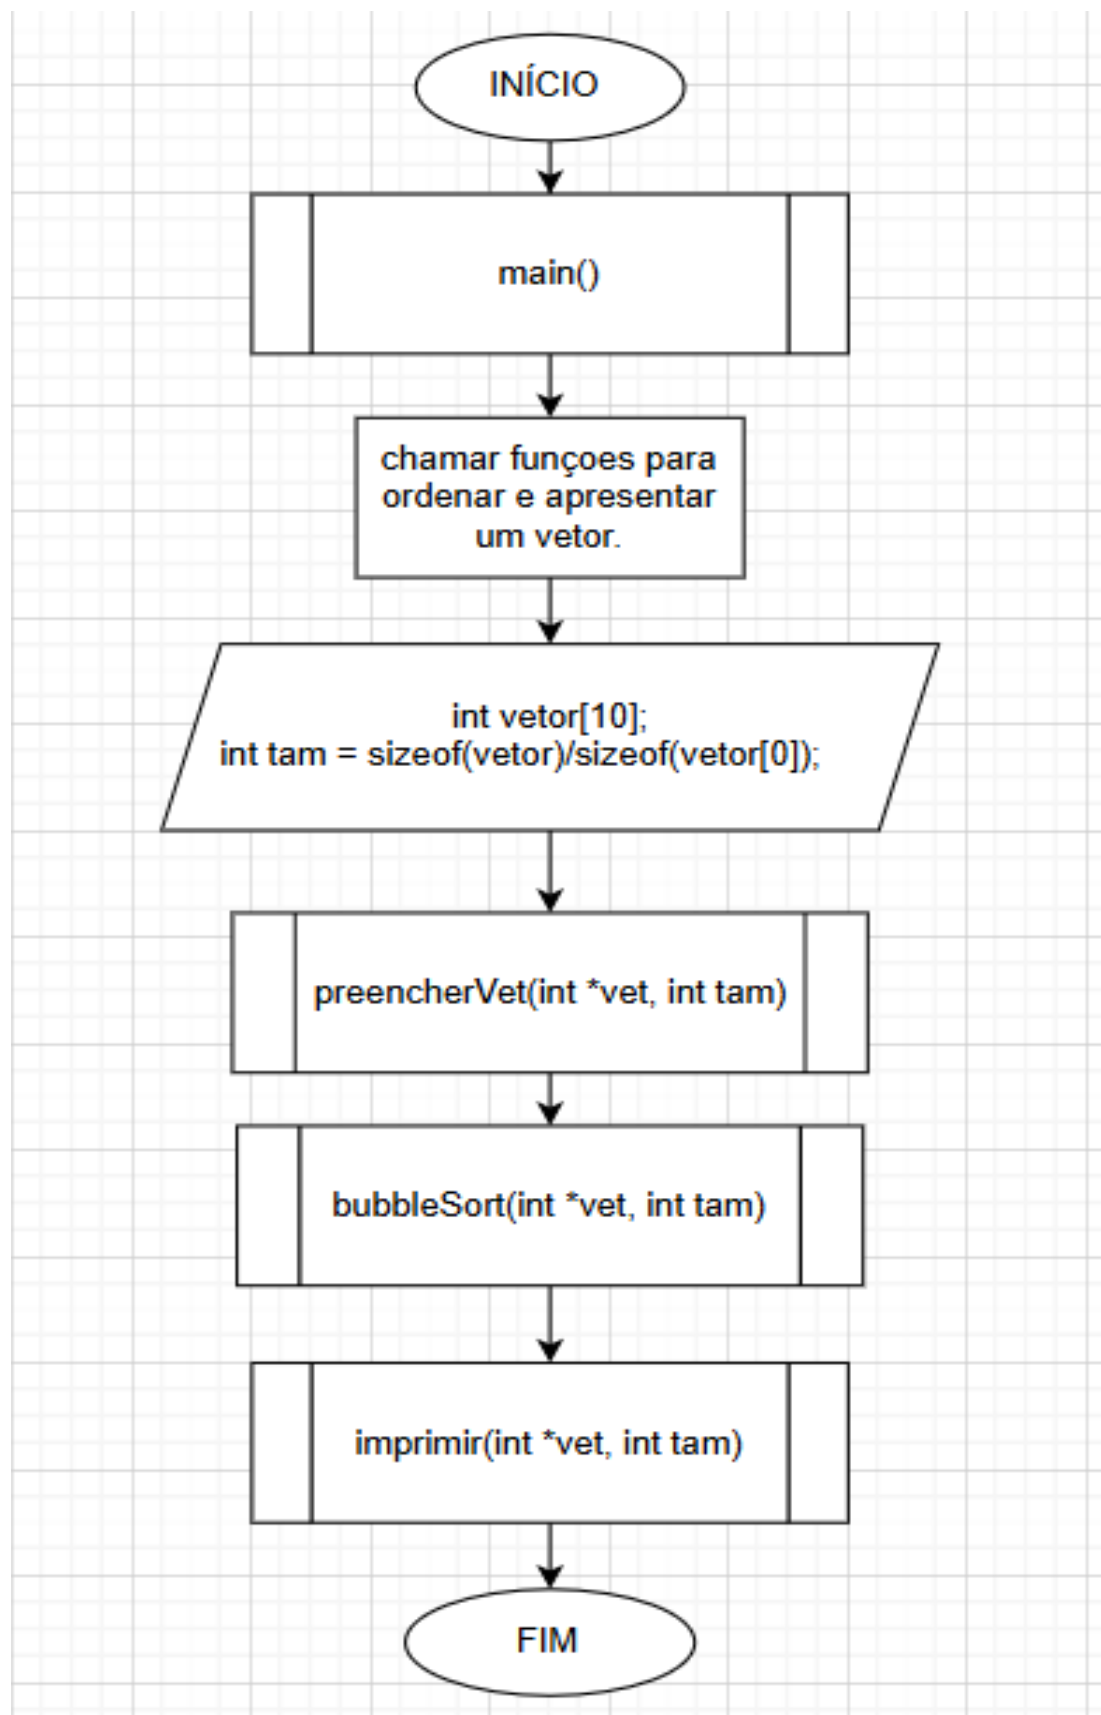 INÍCIO
main()
chamar funçoes para
ordenar e apresentar
um vetor.
int vetor[10];
int tam = sizeof(vetor)/sizeof(vetor[0]);
preencherVet(int *vet, int tam)
bubbleSort(int *vet, int tam)
imprimir(int *vet, int tam)
FIM